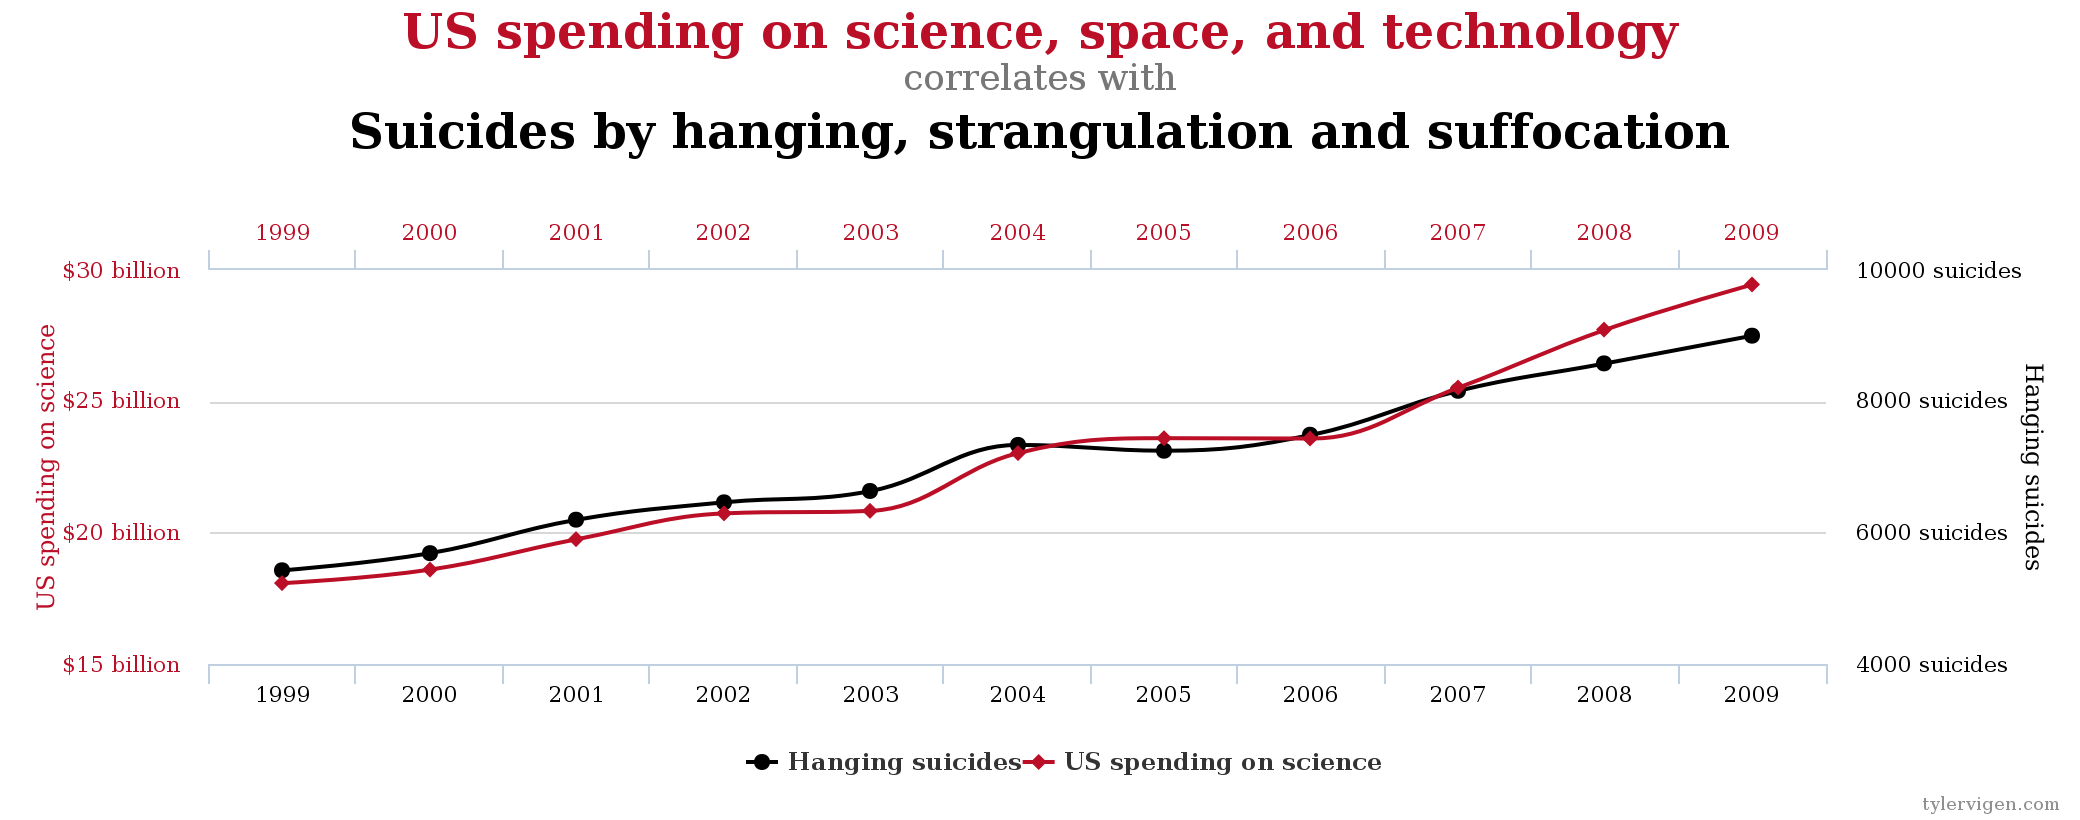 US spending on science, space, and technology
correlates with
Suicides by hanging, strangulation and suffocation
1999 2000 2001 2002 2003 2004 2005 2006 2007 2008 2009
US spending on science
$30 billion
$25 billion
$20 billion
$15 billion
10000 suicides
8000 suicides
6000 suicides
4000 suicides
Hanging suicides
1999 2000 2001 2002 2003 2004 2005 2006 2007 2008 2009
Hanging suicides US spending on science
tylervigen.com